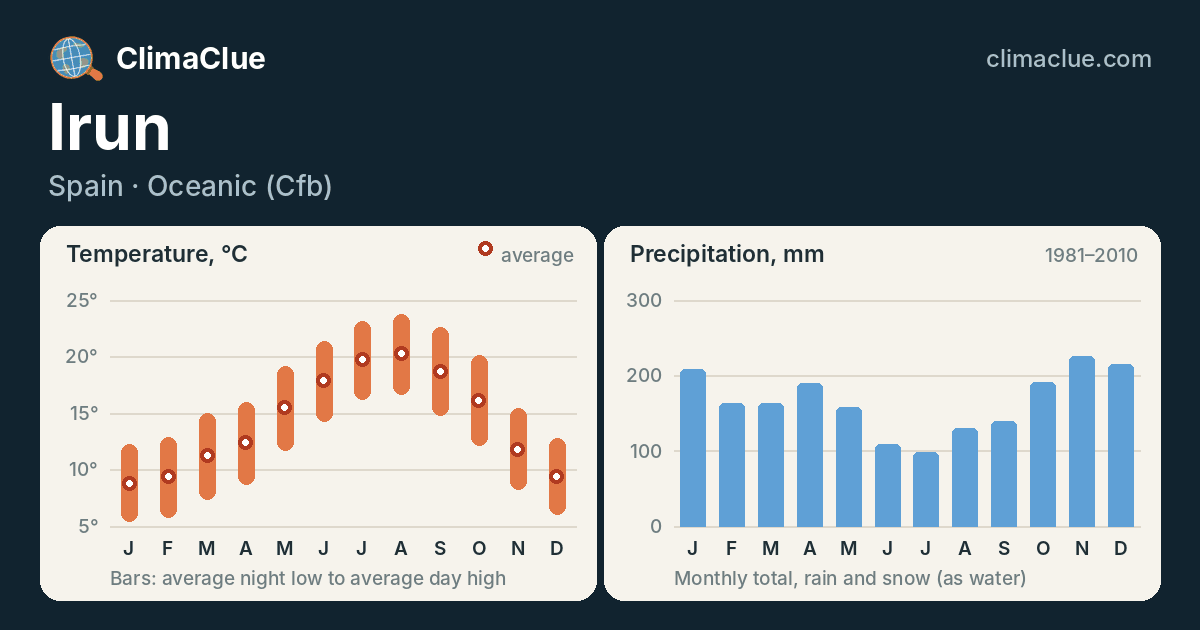 ClimaClue
climaclue.com
Irun
Spain · Oceanic (Cfb)
Temperature, °C
average
25°
20°
15°
10°
5°
J F M A M J J A S O N D
Bars: average night low to average day high
Precipitation, mm
1981–2010
300
200
100
0
J F M A M J J A S O N D
Monthly total, rain and snow (as water)